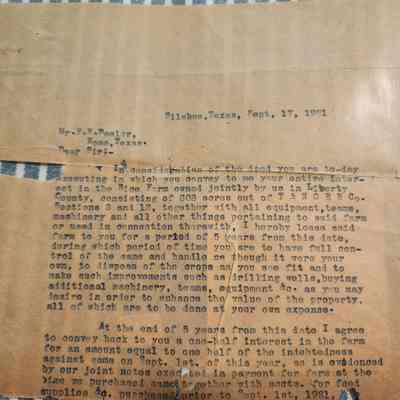 Silsbee,Texas, Sept. 17, 1921
Mr.
Texas.
Dear Sir:-
In consideration of the deed you are to-day
executing in which you convey to me your entire inter-
est in the Rice Farm owned jointly by us in Liberty
County, consisting of 803 acres out of T A N O RR Co.
Sections 3 and 12, together with all equipment,teams,
machinery and all other things pertaining to said farm
or used in connection therewith, I hereby lease said
farm to you for a period of 5 years from this date,
during which period of time you are to have full con-
trol of the same and handle as though it were your
own, to dispose of the crops as you see fit and to
make such improvements such as drilling wells,buying
additional machinery, teams, equipment &c. as you may
desire in order to enhance the value of the property.
all of which are to be done at your own expense.
At the end of 5 years from this date I agree
to convey back to you a one-half interest in the farm
for an amount equal to one half of the indebtedness
against same on Sept. 1st. of this year, as is evidenced
by our joint notes executed in payment for farm at the
time we purchased same together with accts. for feed
supplies &c. purchased prior to Sept. 1st, 1921,